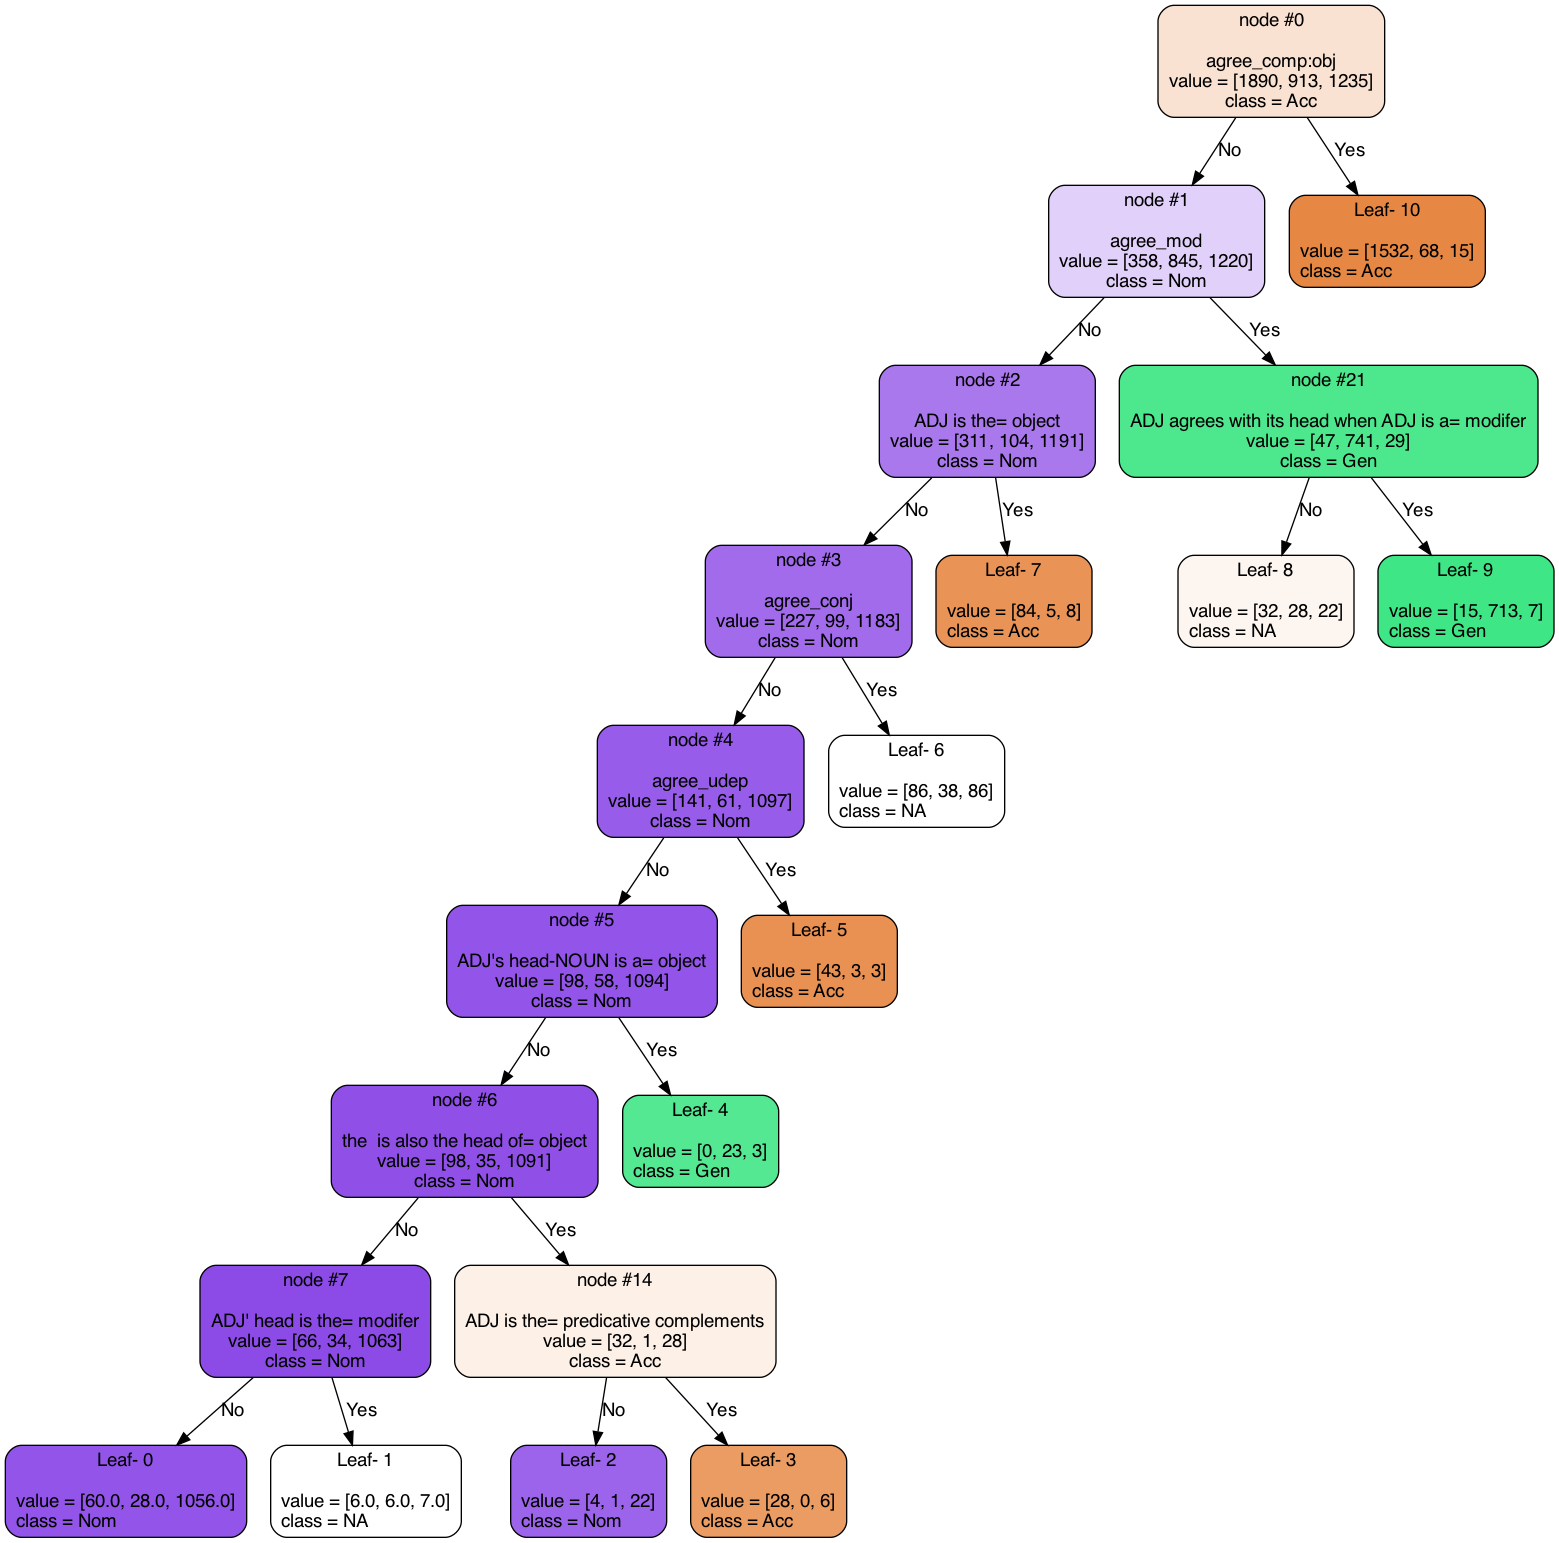 node #0
agree_comp:obj
value = [1890, 913, 1235]
class = Acc
No
Yes
node #1
agree_mod
value = [358, 845, 1220]
class = Nom
Leaf- 10
value = [1532, 68, 15]
class = Acc
No
Yes
node #2
ADJ is the= object
value = [311, 104, 1191]
class = Nom
node #21
ADJ agrees with its head when ADJ is a= modifer
value = [47, 741, 29]
class = Gen
No
Yes
No
Yes
node #3
agree_conj
value = [227, 99, 1183]
class = Nom
Leaf- 7
value = [84, 5, 8]
class = Acc
Leaf- 8
value = [32, 28, 22]
class = NA
Leaf- 9
value = [15, 713, 7]
class = Gen
No
Yes
node #4
agree_udep
value = [141, 61, 1097]
class = Nom
Leaf- 6
value = [86, 38, 86]
class = NA
No
Yes
node #5
ADJ's head-NOUN is a= object
value = [98, 58, 1094]
class = Nom
Leaf- 5
value = [43, 3, 3]
class = Acc
No
Yes
node #6
the  is also the head of= object
value = [98, 35, 1091]
class = Nom
Leaf- 4
value = [0, 23, 3]
class = Gen
No
Yes
node #7
ADJ' head is the= modifer
value = [66, 34, 1063]
class = Nom
node #14
ADJ is the= predicative complements
value = [32, 1, 28]
class = Acc
No
Yes
No
Yes
Leaf- 0
value = [60.0, 28.0, 1056.0]
class = Nom
Leaf- 1
value = [6.0, 6.0, 7.0]
class = NA
Leaf- 2
value = [4, 1, 22]
class = Nom
Leaf- 3
value = [28, 0, 6]
class = Acc